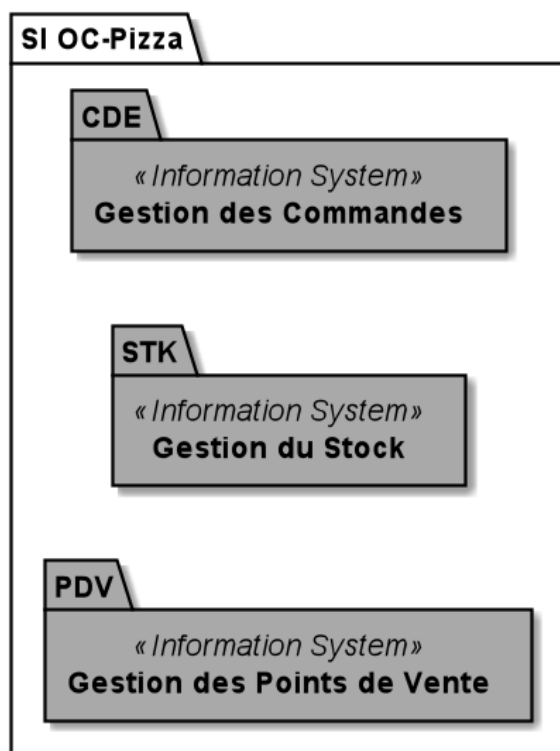 SI OC-Pizza
CDE
«Information System»
Gestion des Commandes
STK
«Information System»
Gestion du Stock
PDV
«Information System»
Gestion des Points de Vente